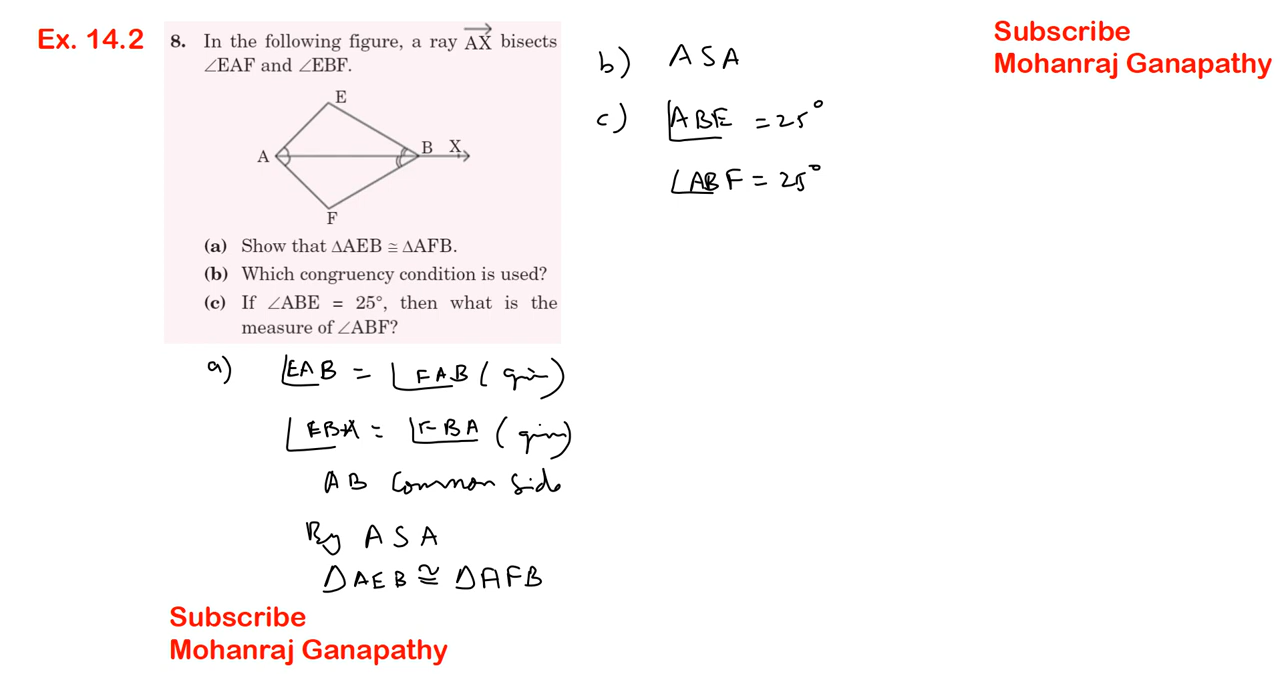 Ex. 14.2
8. In the following figure, a ray AX bisects
∠EAF and ∠EBF.
E
A
B X
F
(a) Show that ΔAEB ≅ ΔAFB.
(b) Which congruency condition is used?
(c) If ∠ABE = 25°, then what is the
measure of ∠ABF?
a) ∠EAB = ∠FAB (
∠EBA = ∠FBA (given)
AB Common side
By ASA
ΔAEB ≅ ΔAFB
Subscribe
Mohanraj Ganapathy
b) ASA
c) ∠ABE = 25°
∠ABF = 25°
Subscribe
Mohanraj Ganapathy